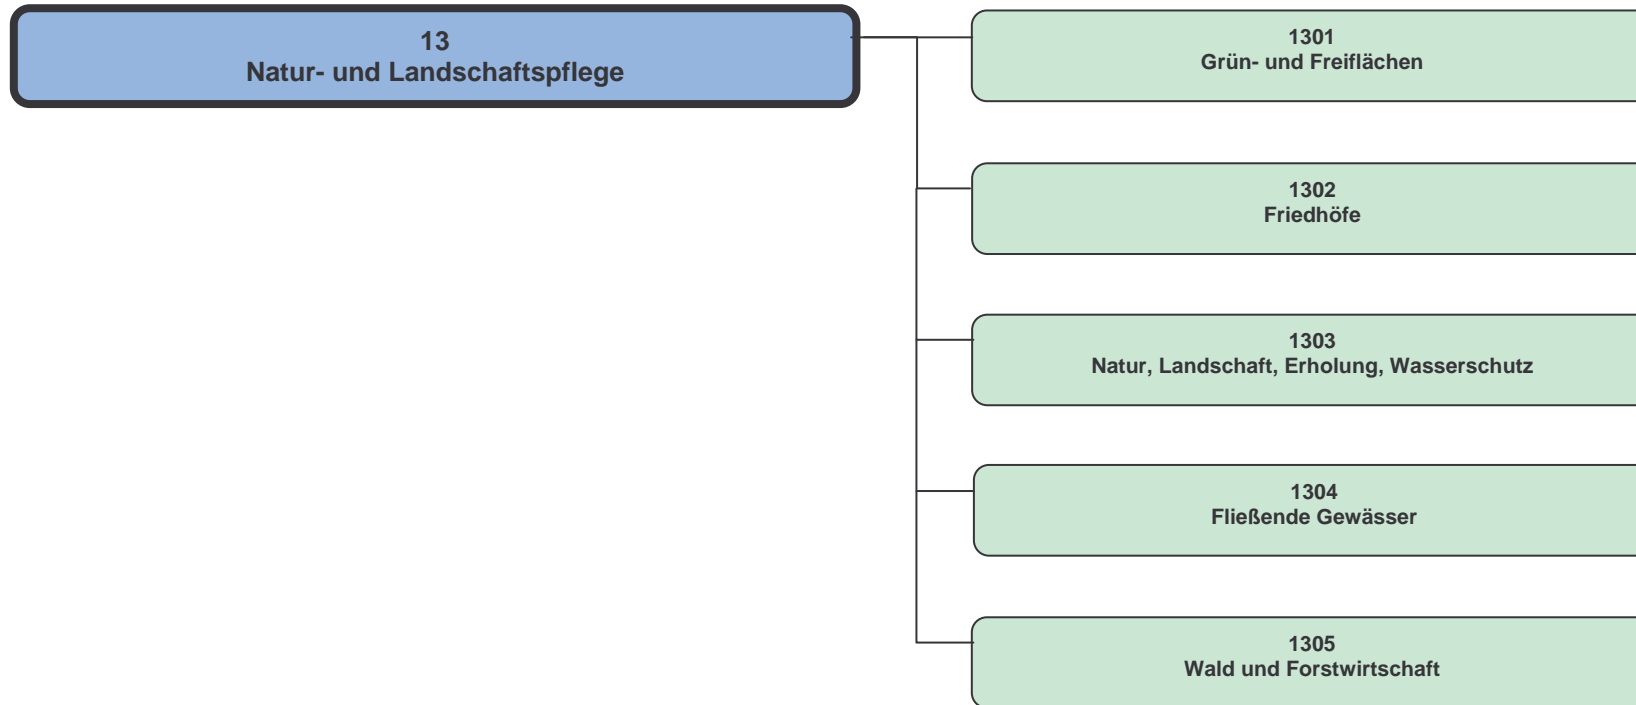 13
Natur- und Landschaftspflege
1301
Grün- und Freiflächen
1302
Friedhöfe
1303
Natur, Landschaft, Erholung, Wasserschutz
1304
Fließende Gewässer
1305
Wald und Forstwirtschaft